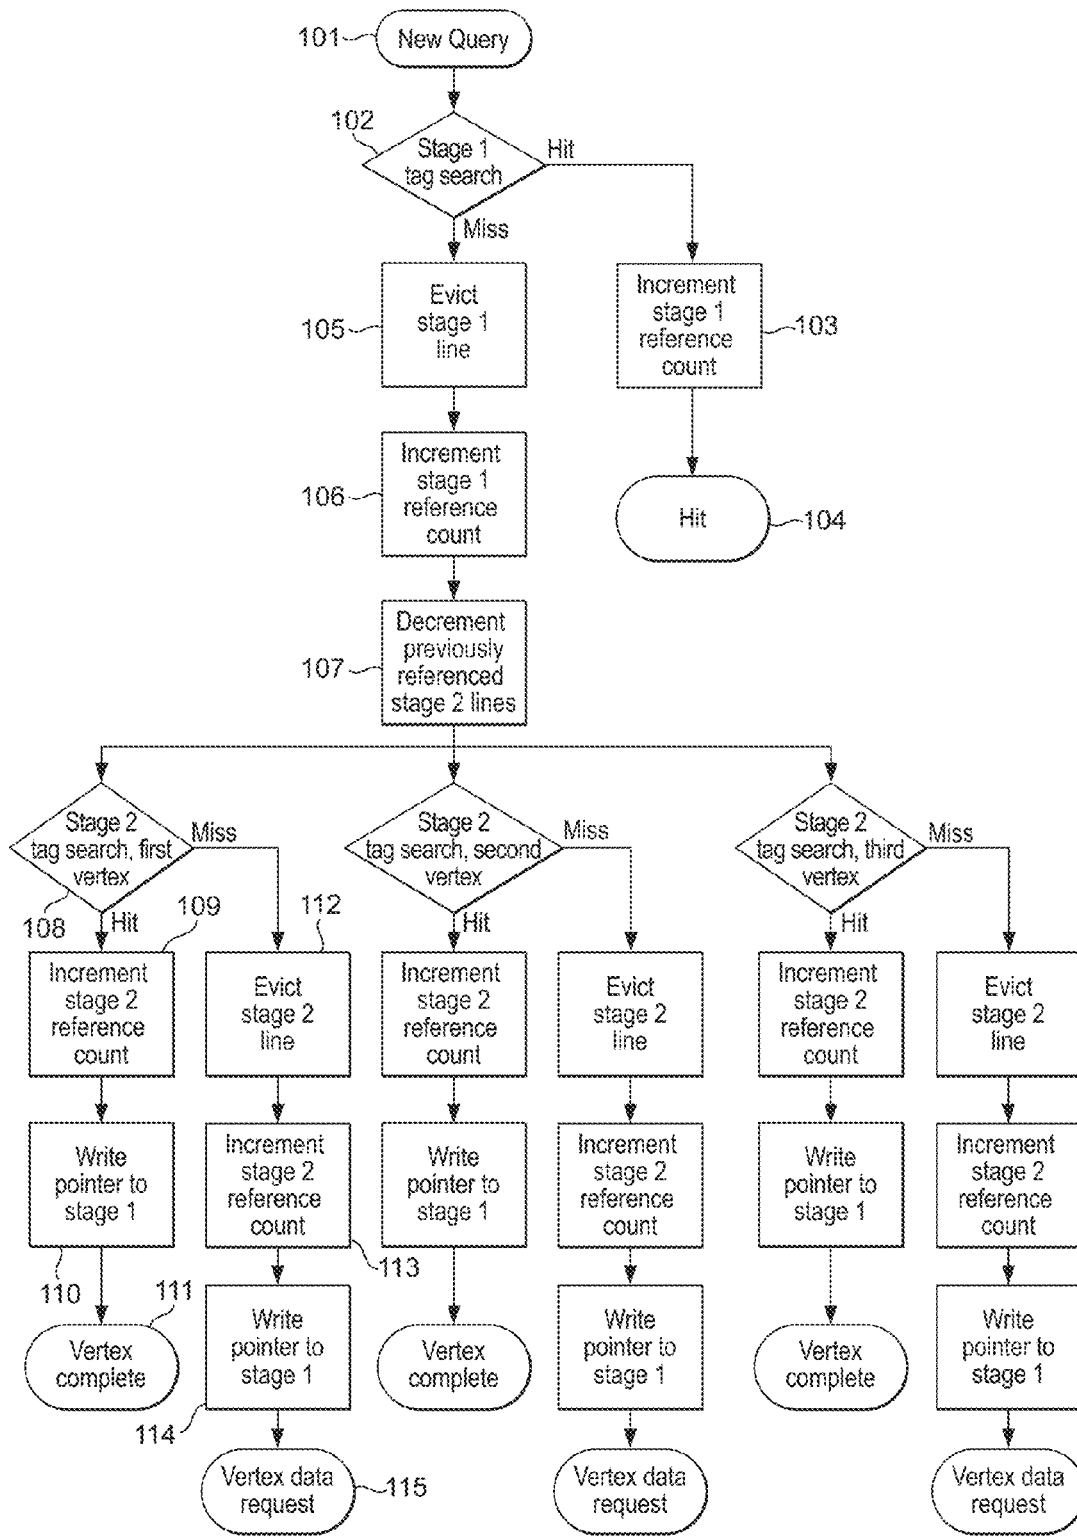 101
New Query
102
Stage 1
tag search
Hit
Miss
105
Evict
stage 1
line
Increment
stage 1
reference
count
103
106
Increment
stage 1
reference
count
Hit
104
107
Decrement
previously
referenced
stage 2 lines
Stage 2
tag search, first
vertex
Miss
108
Hit
Stage 2
tag search, second
vertex
Miss
Hit
Stage 2
tag search, third
vertex
Miss
Hit
109
112
Increment
stage 2
reference
count
Evict
stage 2
line
Increment
stage 2
reference
count
Evict
stage 2
line
Increment
stage 2
reference
count
Evict
stage 2
line
Write
pointer to
stage 1
110
Increment
stage 2
reference
count
113
Write
pointer to
stage 1
Increment
stage 2
reference
count
Write
pointer to
stage 1
Increment
stage 2
reference
count
111
Vertex
complete
Write
pointer to
stage 1
114
Vertex
complete
Write
pointer to
stage 1
Vertex
complete
Write
pointer to
stage 1
Vertex data
request
115
Vertex data
request
Vertex data
request